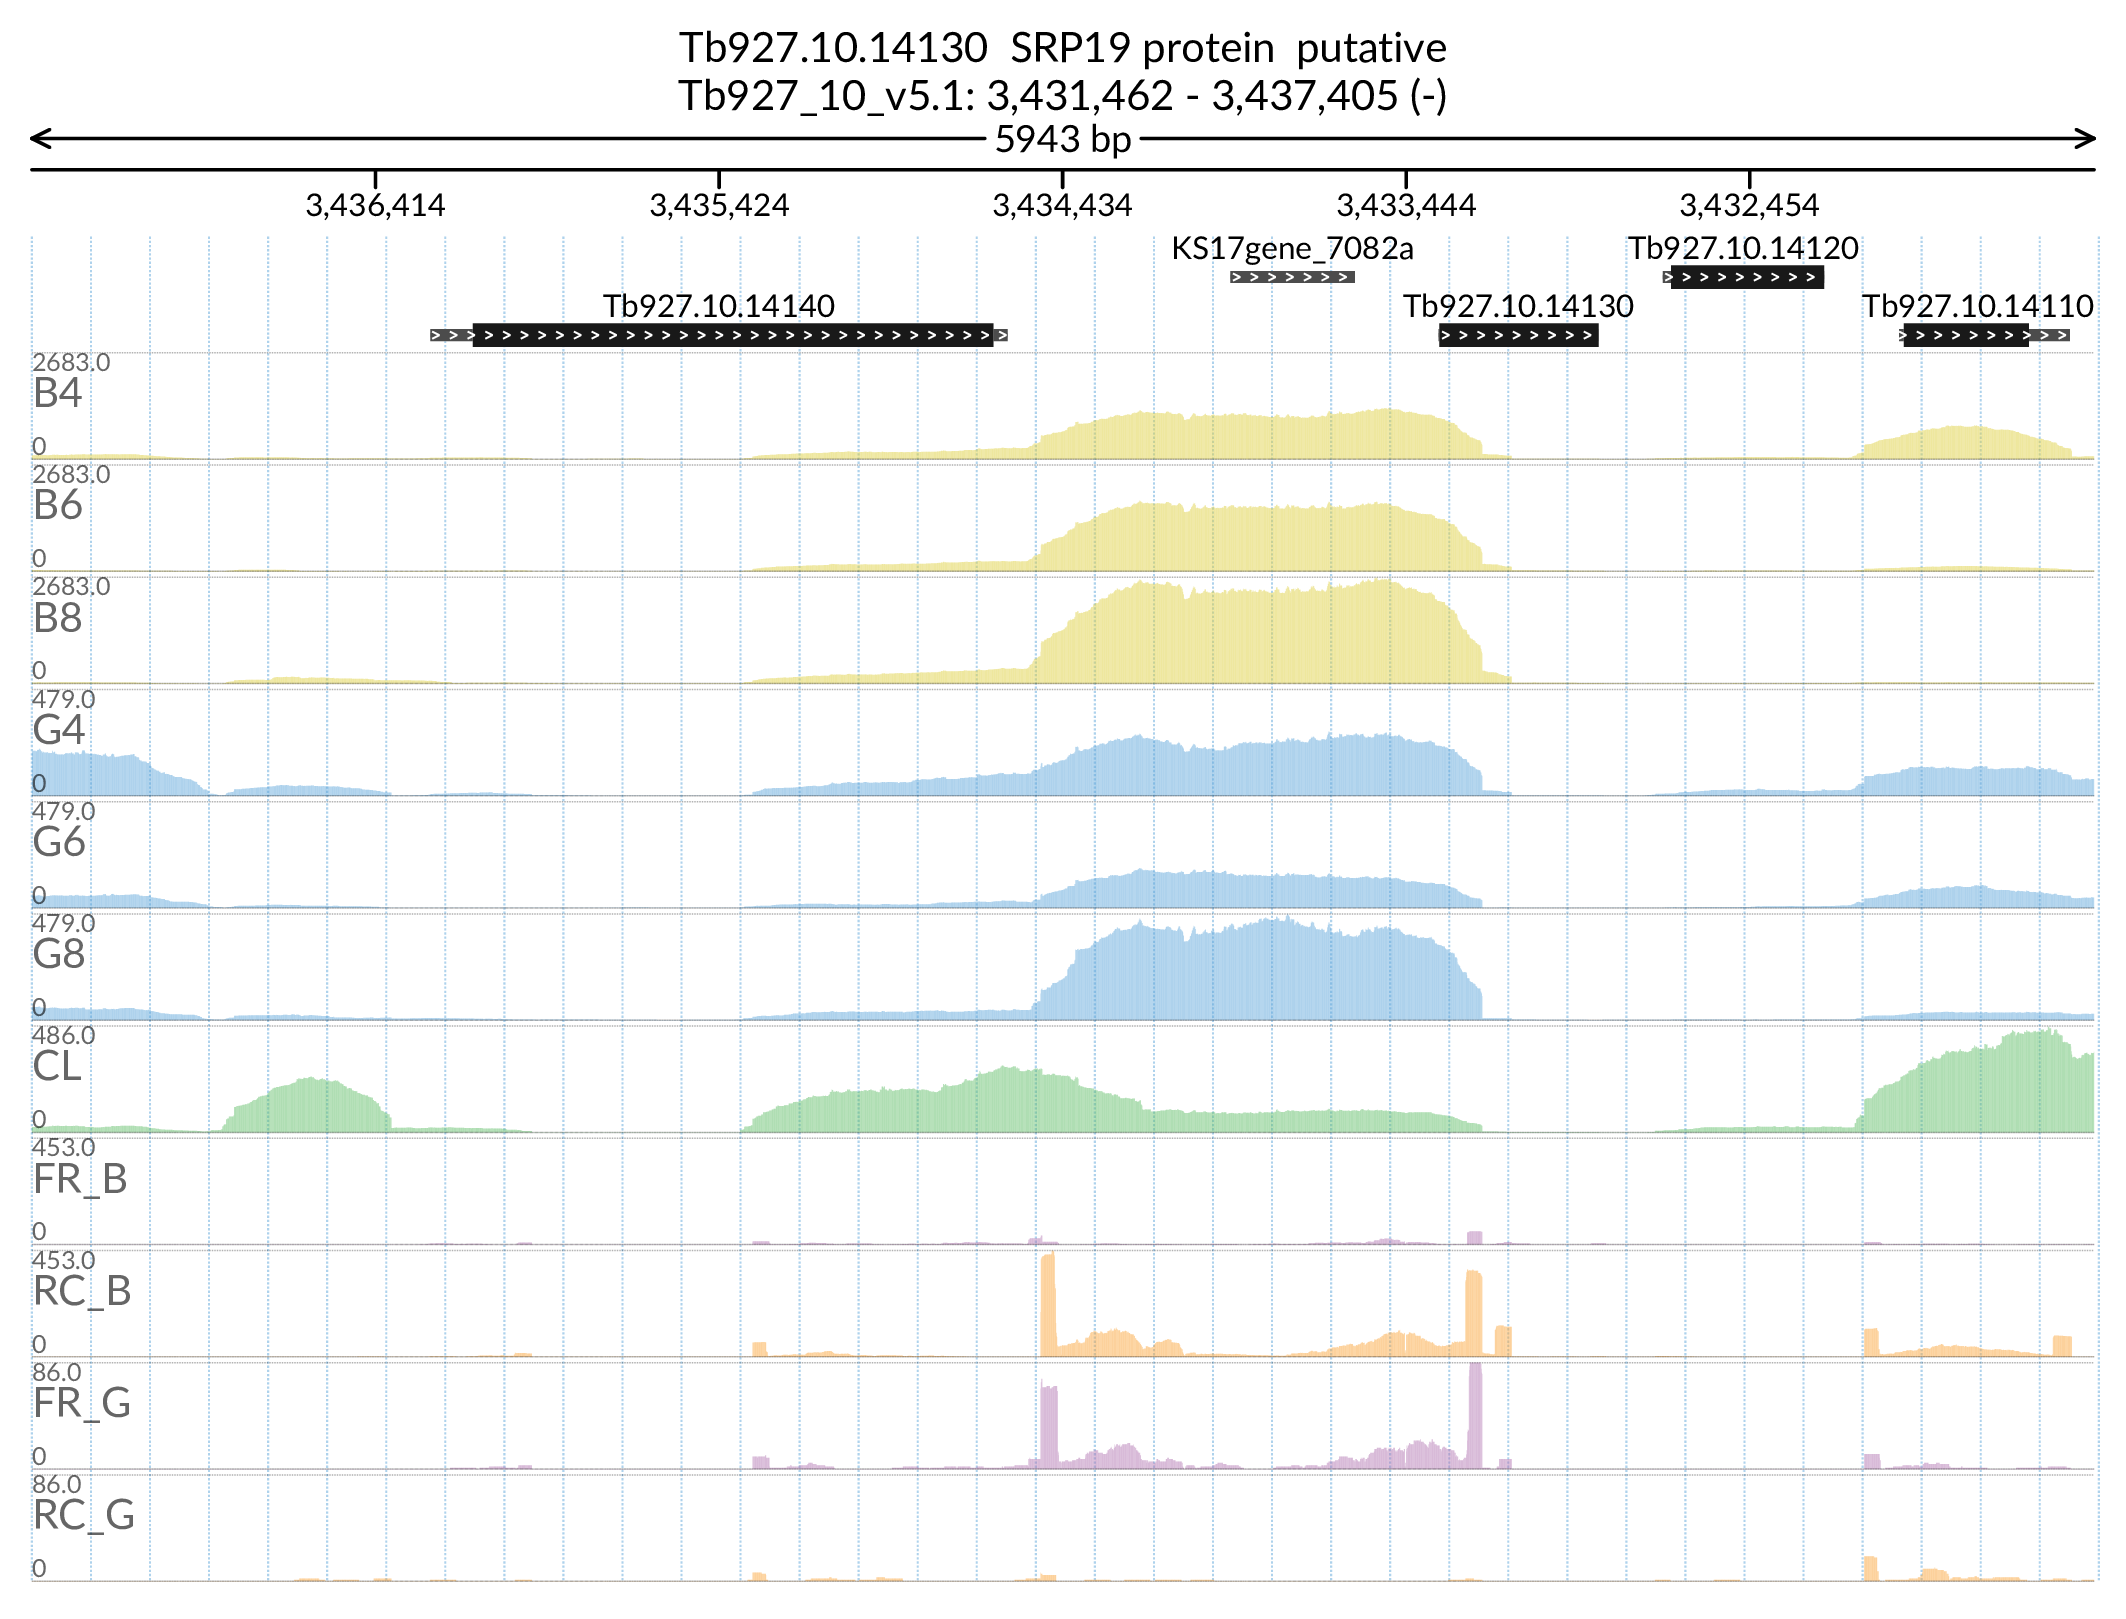 Tb927.10.14130  SRP19 protein  putative
Tb927_10_v5.1: 3,431,462 - 3,437,405 (-)
5943 bp
3,436,414 3,435,424 3,434,434 3,433,444 3,432,454
KS17gene_7082a Tb927.10.14120
Tb927.10.14140 Tb927.10.14130 Tb927.10.14110
2683.0
B4
0
2683.0
B6
0
2683.0
B8
0
479.0
G4
0
479.0
G6
0
479.0
G8
0
486.0
CL
0
453.0
FR_B
0
453.0
RC_B
0
86.0
FR_G
0
86.0
RC_G
0